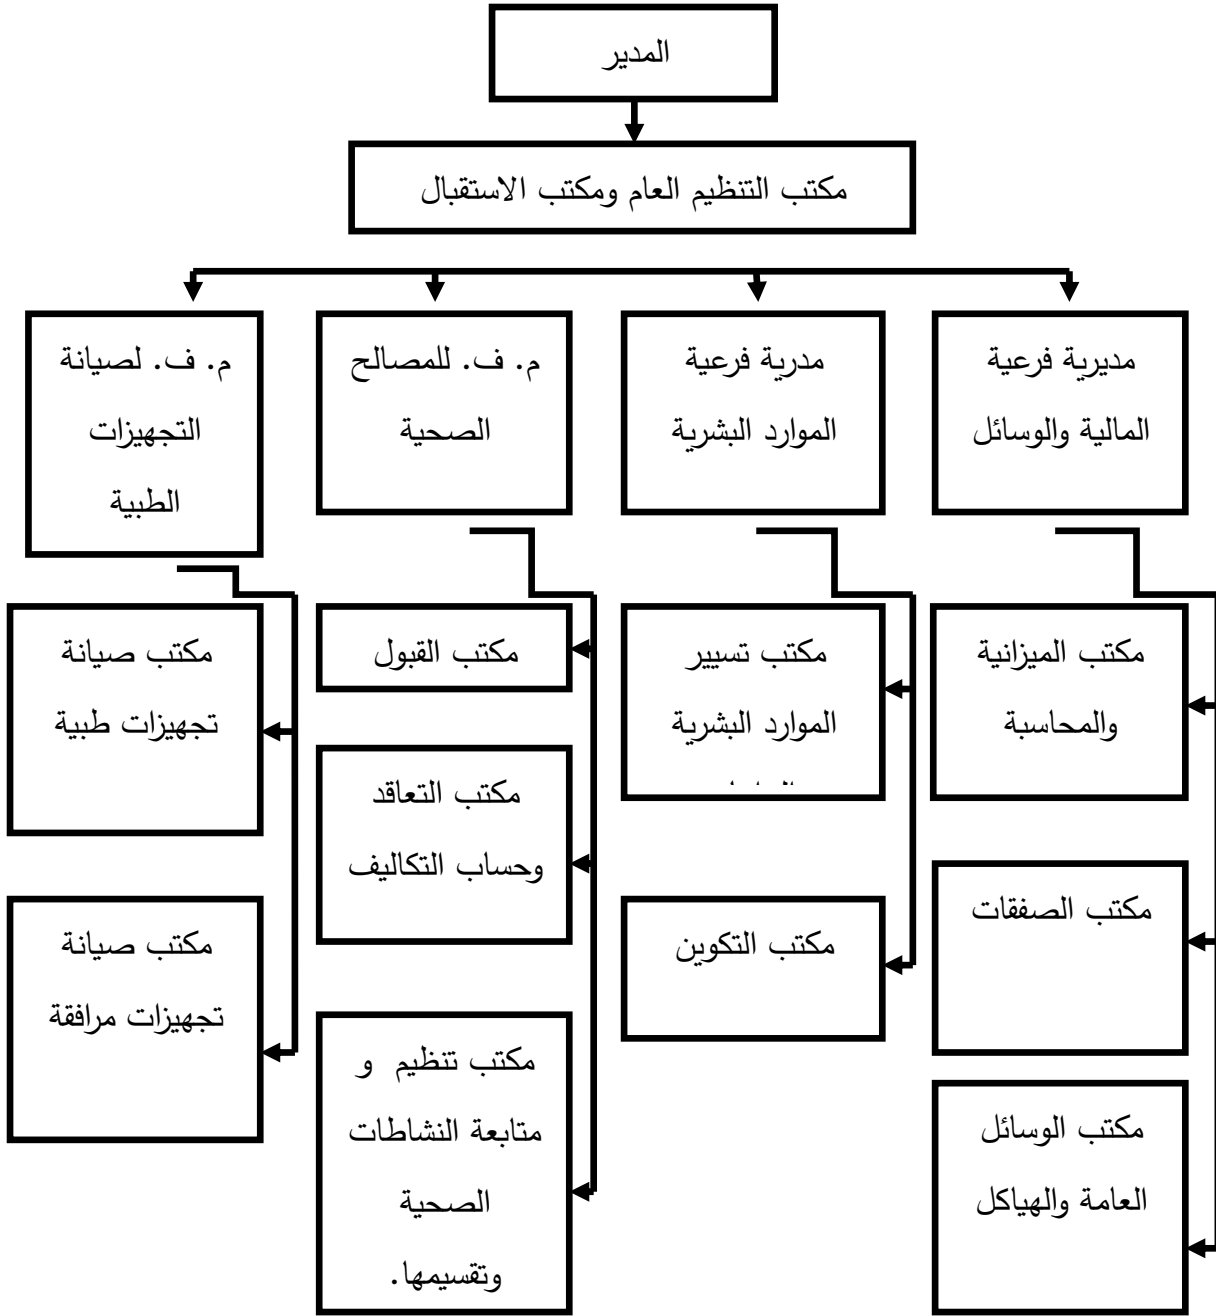 المدير
مكتب التنظيم العام ومكتب الاستقبال
مديرية فرعية
المالية والوسائل
مدرية فرعية
الموارد البشرية
م. ف. للمصالح
الصحية
م. ف. لصيانة
التجهيزات
الطبية
مكتب الميزانية
والمحاسبة
مكتب الصفقات
مكتب الوسائل
العامة والهياكل
مكتب تسيير
الموارد البشرية
مكتب التكوين
مكتب القبول
مكتب التعاقد
وحساب التكاليف
مكتب تنظيم و
متابعة النشاطات
الصحية
وتقسيمها.
مكتب صيانة
تجهيزات طبية
مكتب صيانة
تجهيزات مرافقة